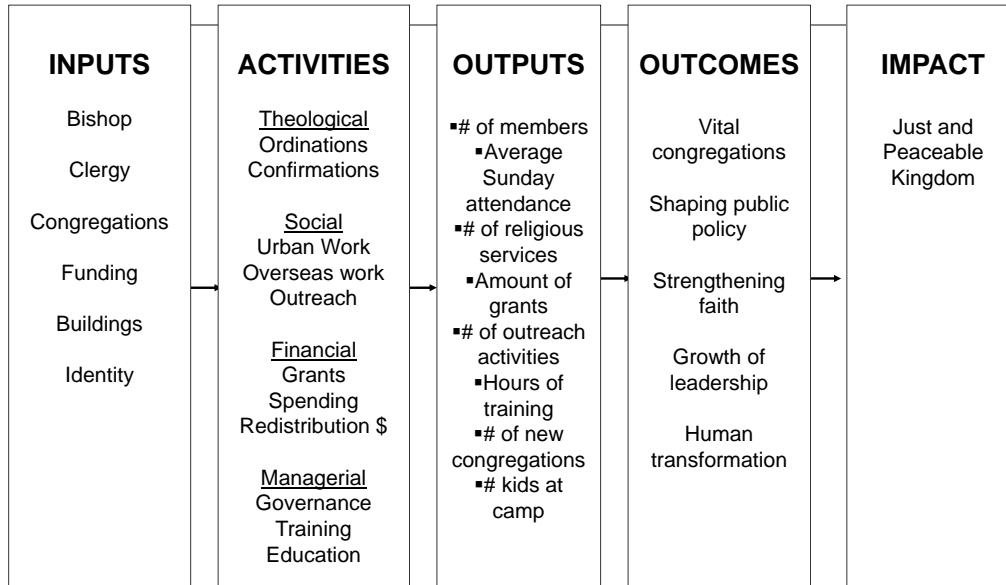 INPUTS
Bishop
Clergy
Congregations
Funding
Buildings
Identity
ACTIVITIES
Theological
Ordinations
Confirmations
Social
Urban Work
Overseas work
Outreach
Financial
Grants
Spending
Redistribution $
Managerial
Governance
Training
Education
OUTPUTS
▪# of members
▪Average
Sunday
attendance
▪# of religious
services
▪Amount of
grants
▪# of outreach
activities
▪Hours of
training
▪# of new
congregations
▪# kids at
camp
OUTCOMES
Vital
congregations
Shaping public
policy
Strengthening
faith
Growth of
leadership
Human
transformation
IMPACT
Just and
Peaceable
Kingdom